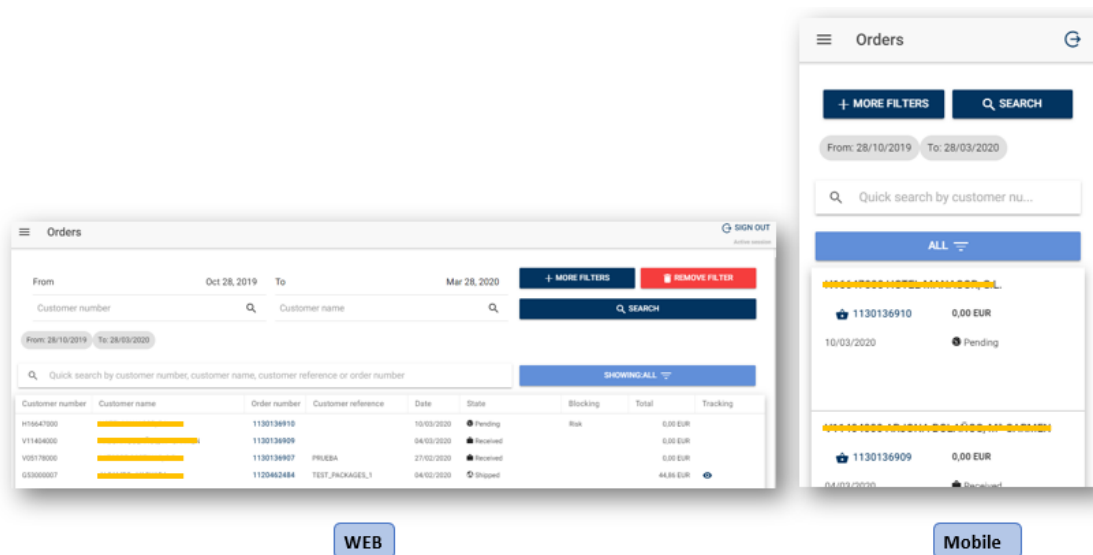 Orders
SIGN OUT
Active session
From Oct 28, 2019 To Mar 28, 2020
+ MORE FILTERS REMOVE FILTER
Customer number Customer name
SEARCH
From: 28/10/2019 To: 28/03/2020
Quick search by customer number, customer name, customer reference or order number
SHOWING:ALL
Customer number Customer name Order number Customer reference Date State Blocking Total Tracking
H16647000 1130136910 10/03/2020 Pending Risk 0,00 EUR
V11404000 1130136909 04/03/2020 Received 0,00 EUR
V05178000 1130136907 PRUEBA 27/02/2020 Received 0,00 EUR
G53000007 1120462484 TEST_PACKAGES_1 04/02/2020 Shipped 44,86 EUR
WEB
Orders
+ MORE FILTERS SEARCH
From: 28/10/2019 To: 28/03/2020
Quick search by customer nu...
ALL
1130136910 0,00 EUR
10/03/2020 Pending
1130136909 0,00 EUR
04/03/2020 Received
Mobile